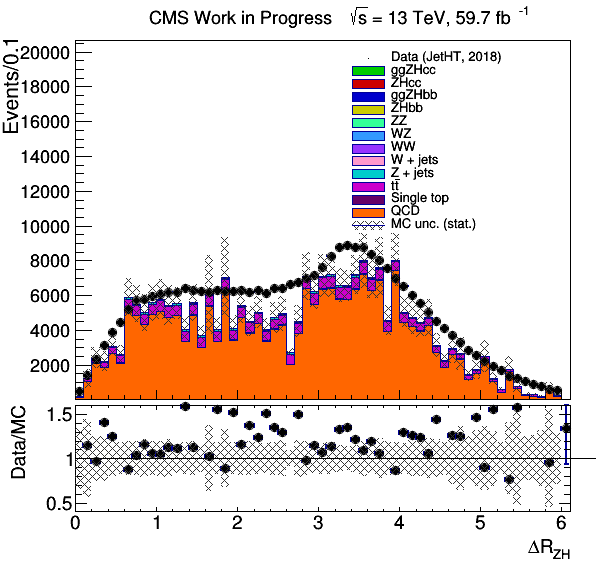 CMS Work in Progress √s = 13 TeV, 59.7 fb⁻¹
Events/0.1
20000
18000
16000
14000
12000
10000
8000
6000
4000
2000
Data (JetHT, 2018)
ggZHcc
ZHcc
ggZHbb
ZHbb
ZZ
WZ
WW
W + jets
Z + jets
tt̄
Single top
QCD
MC unc. (stat.)
Data/MC
1.5
1
0.5
0 1 2 3 4 5 6
ΔR_ZH